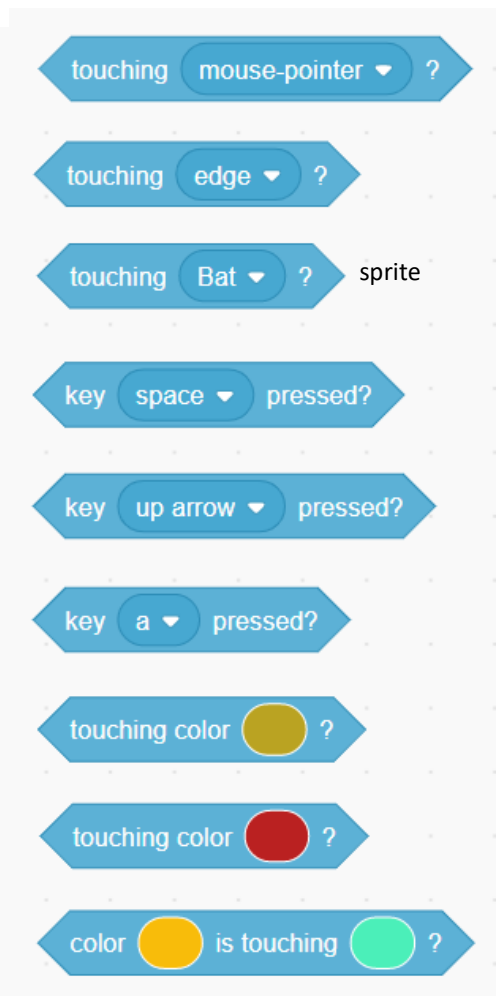 touching mouse-pointer ?
touching edge ?
touching Bat ? sprite
key space pressed?
key up arrow pressed?
key a pressed?
touching color ?
touching color ?
color is touching ?